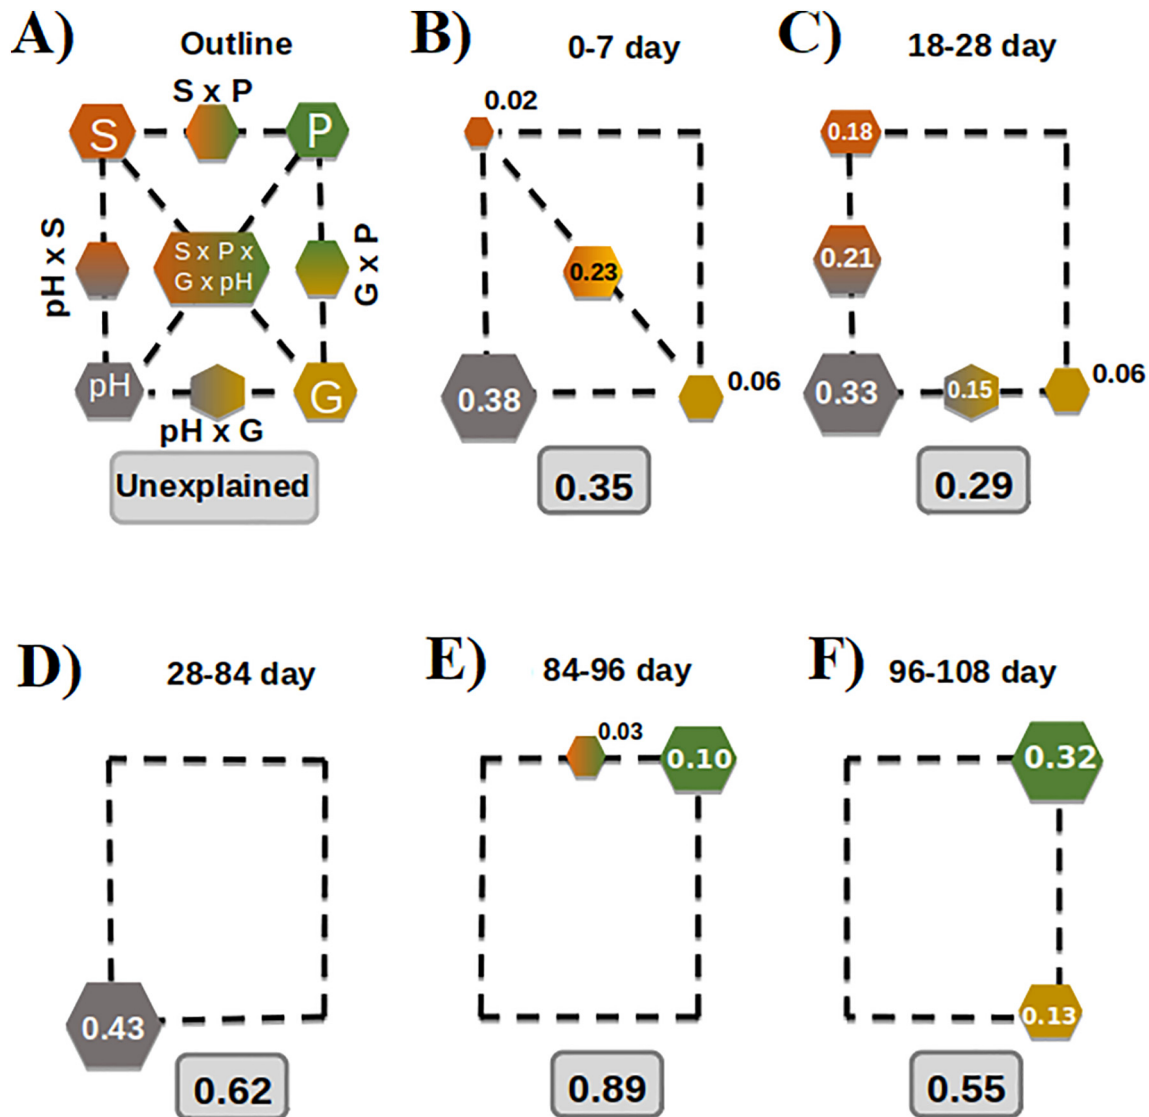 A)
Outline
S x P
S
P
pH x S
S x P x
G x pH
G x P
pH
G
pH x G
Unexplained
B)
0-7 day
0.02
0.23
0.38
0.06
0.35
C)
18-28 day
0.18
0.21
0.33
0.15
0.06
0.29
D)
28-84 day
0.43
0.62
E)
84-96 day
0.03
0.10
0.89
F)
96-108 day
0.32
0.13
0.55